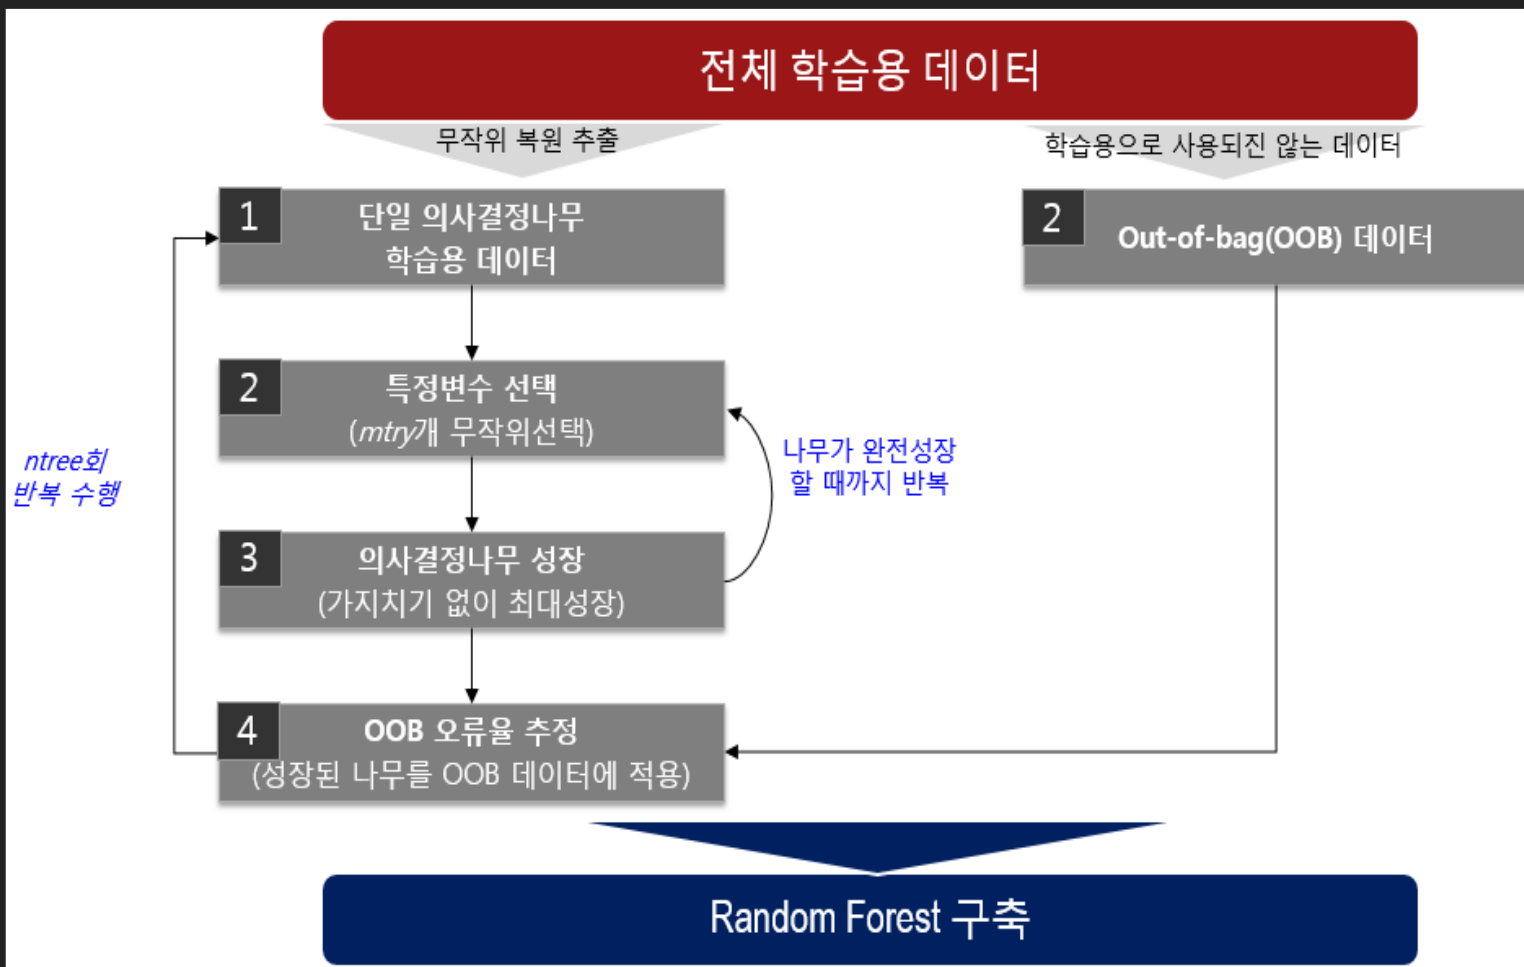 전체 학습용 데이터
무작위 복원 추출
학습용으로 사용되진 않는 데이터
1
단일 의사결정나무
학습용 데이터
2
Out-of-bag(OOB) 데이터
2
특정변수 선택
(mtry개 무작위선택)
나무가 완전성장
할 때까지 반복
ntree회
반복 수행
3
의사결정나무 성장
(가지치기 없이 최대성장)
4
OOB 오류율 추정
(성장된 나무를 OOB 데이터에 적용)
Random Forest 구축